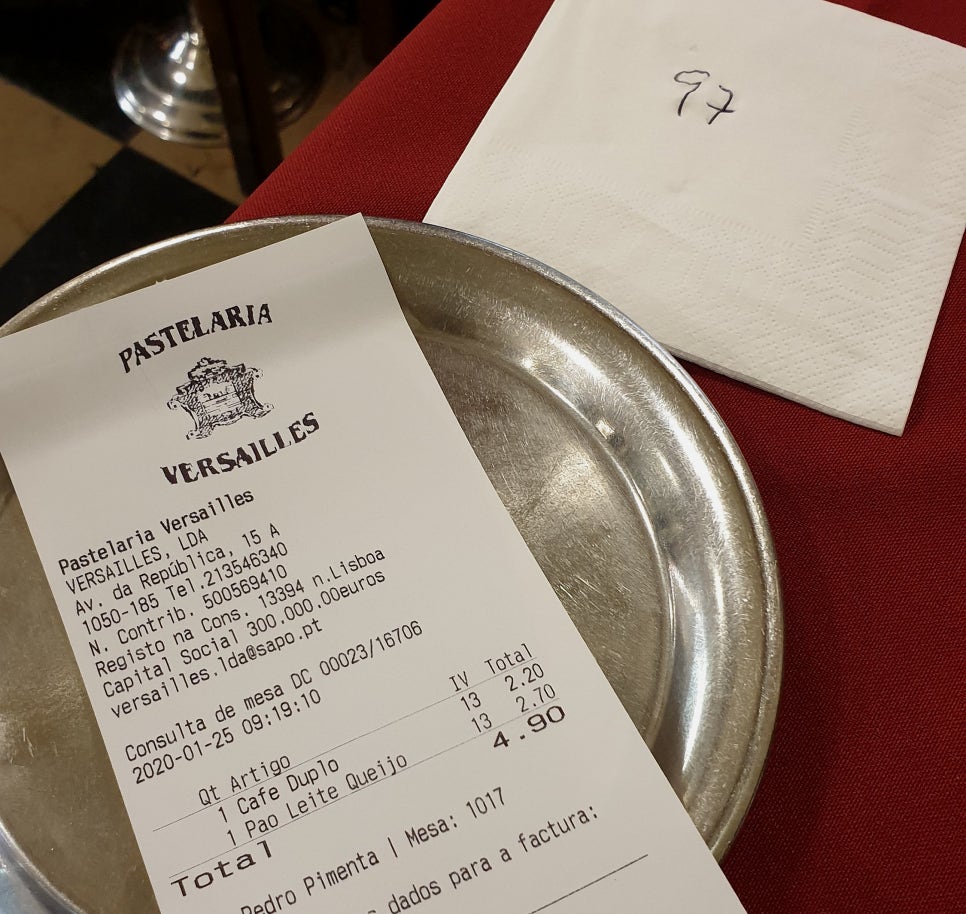 97
PASTELARIA
VERSAILLES
Pastelaria Versailles
VERSAILLES, LDA
Av. da República, 15 A
1050-185 Tel.213546340
N. Contrib. 500569410
Registo na Cons. 13394 n.Lisboa
Capital Social 300.000.00euros
versailles.lda@sapo.pt
Consulta de mesa DC 00023/16706
2020-01-25 09:19:10
Qt Artigo IV Total
1 Cafe Duplo 13 2.20
1 Pao Leite Queijo 13 2.70
Total 4.90
Pedro Pimenta | Mesa: 1017
dados para a factura: